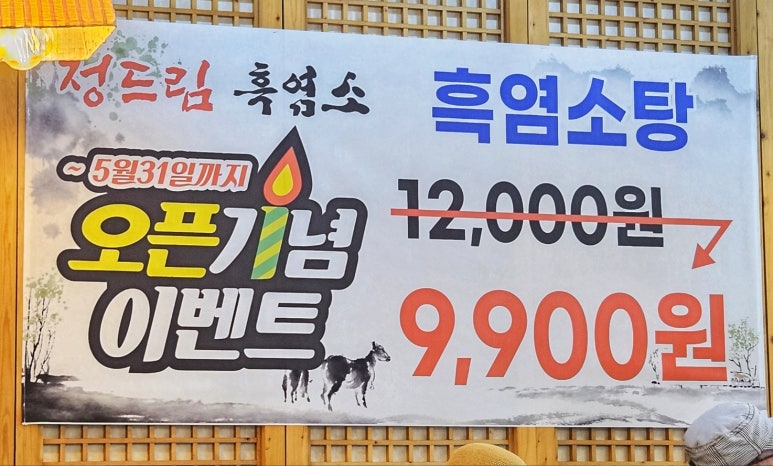 정드림 흑염소
~5월31일까지
오픈기념
이벤트
흑염소탕
12,000원
9,900원